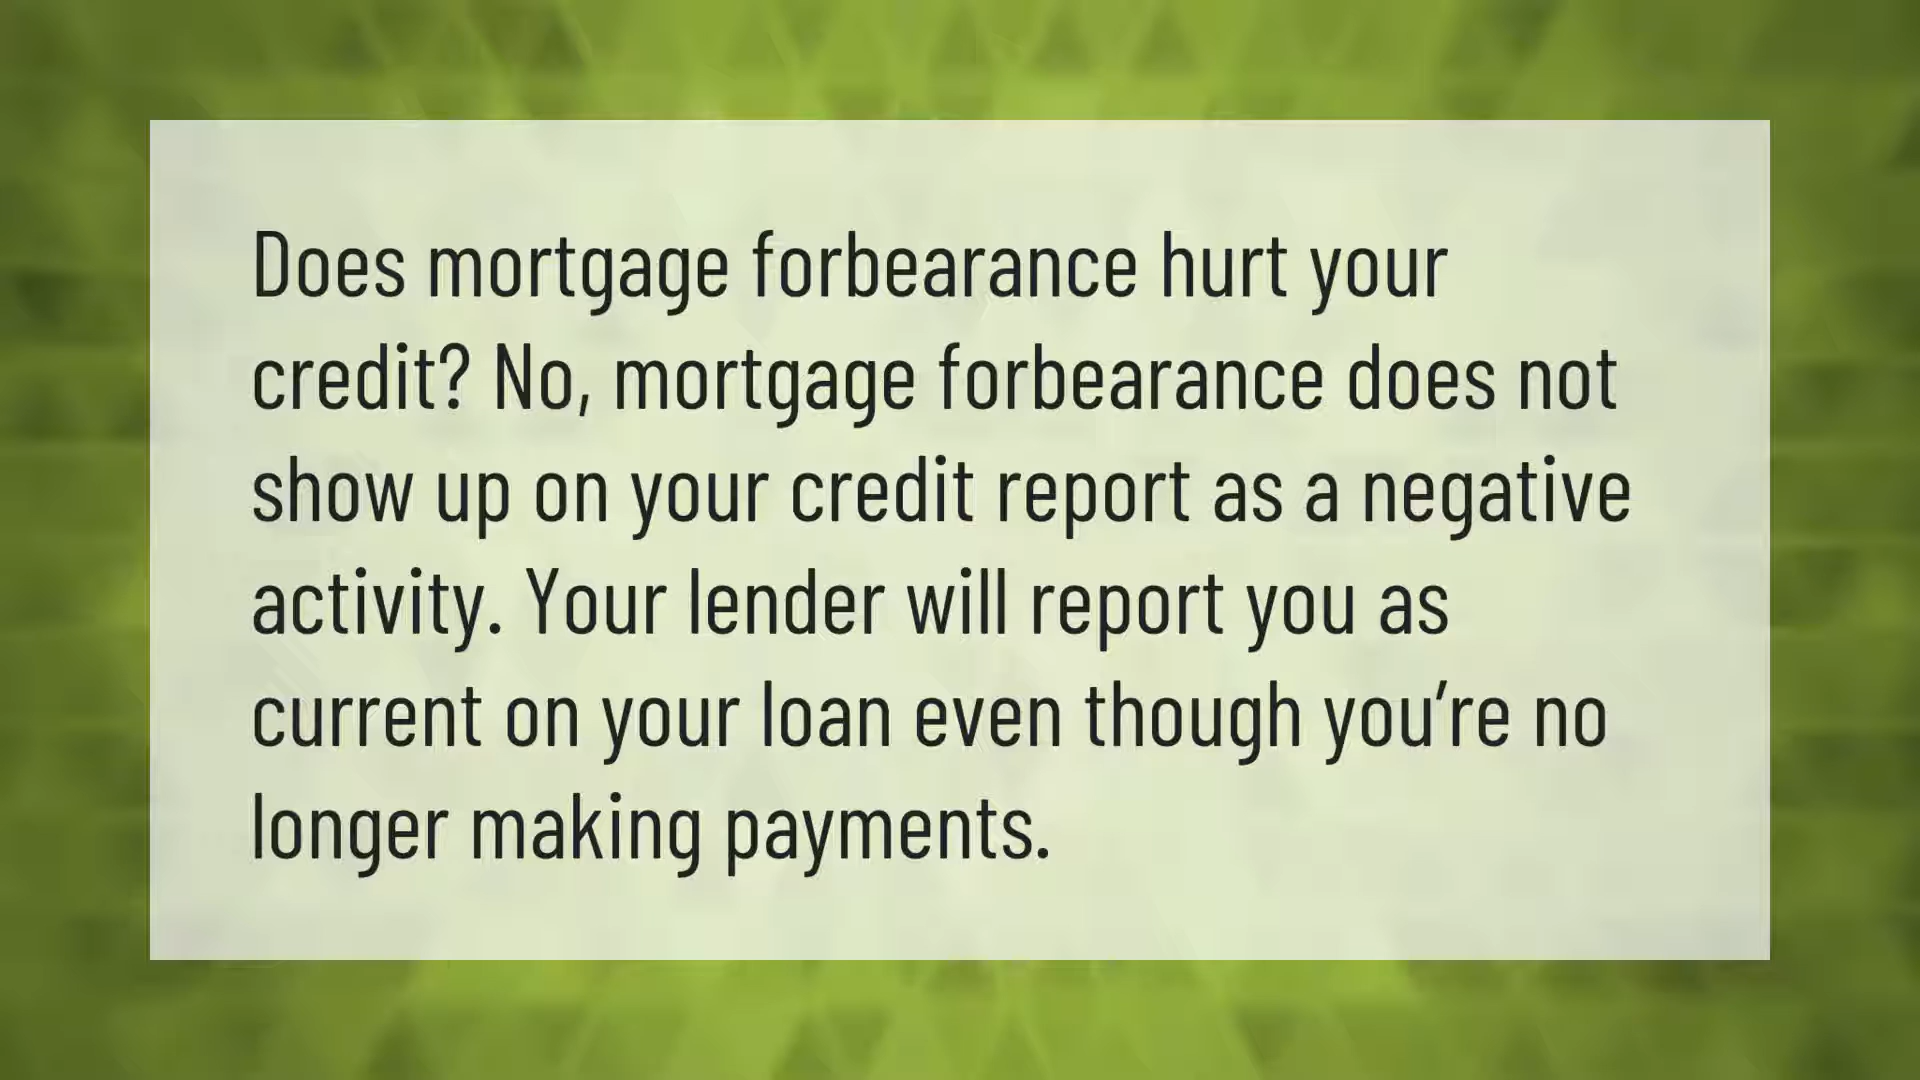 Does mortgage forbearance hurt your
credit? No, mortgage forbearance does not
show up on your credit report as a negative
activity. Your lender will report you as
current on your loan even though you’re no
longer making payments.